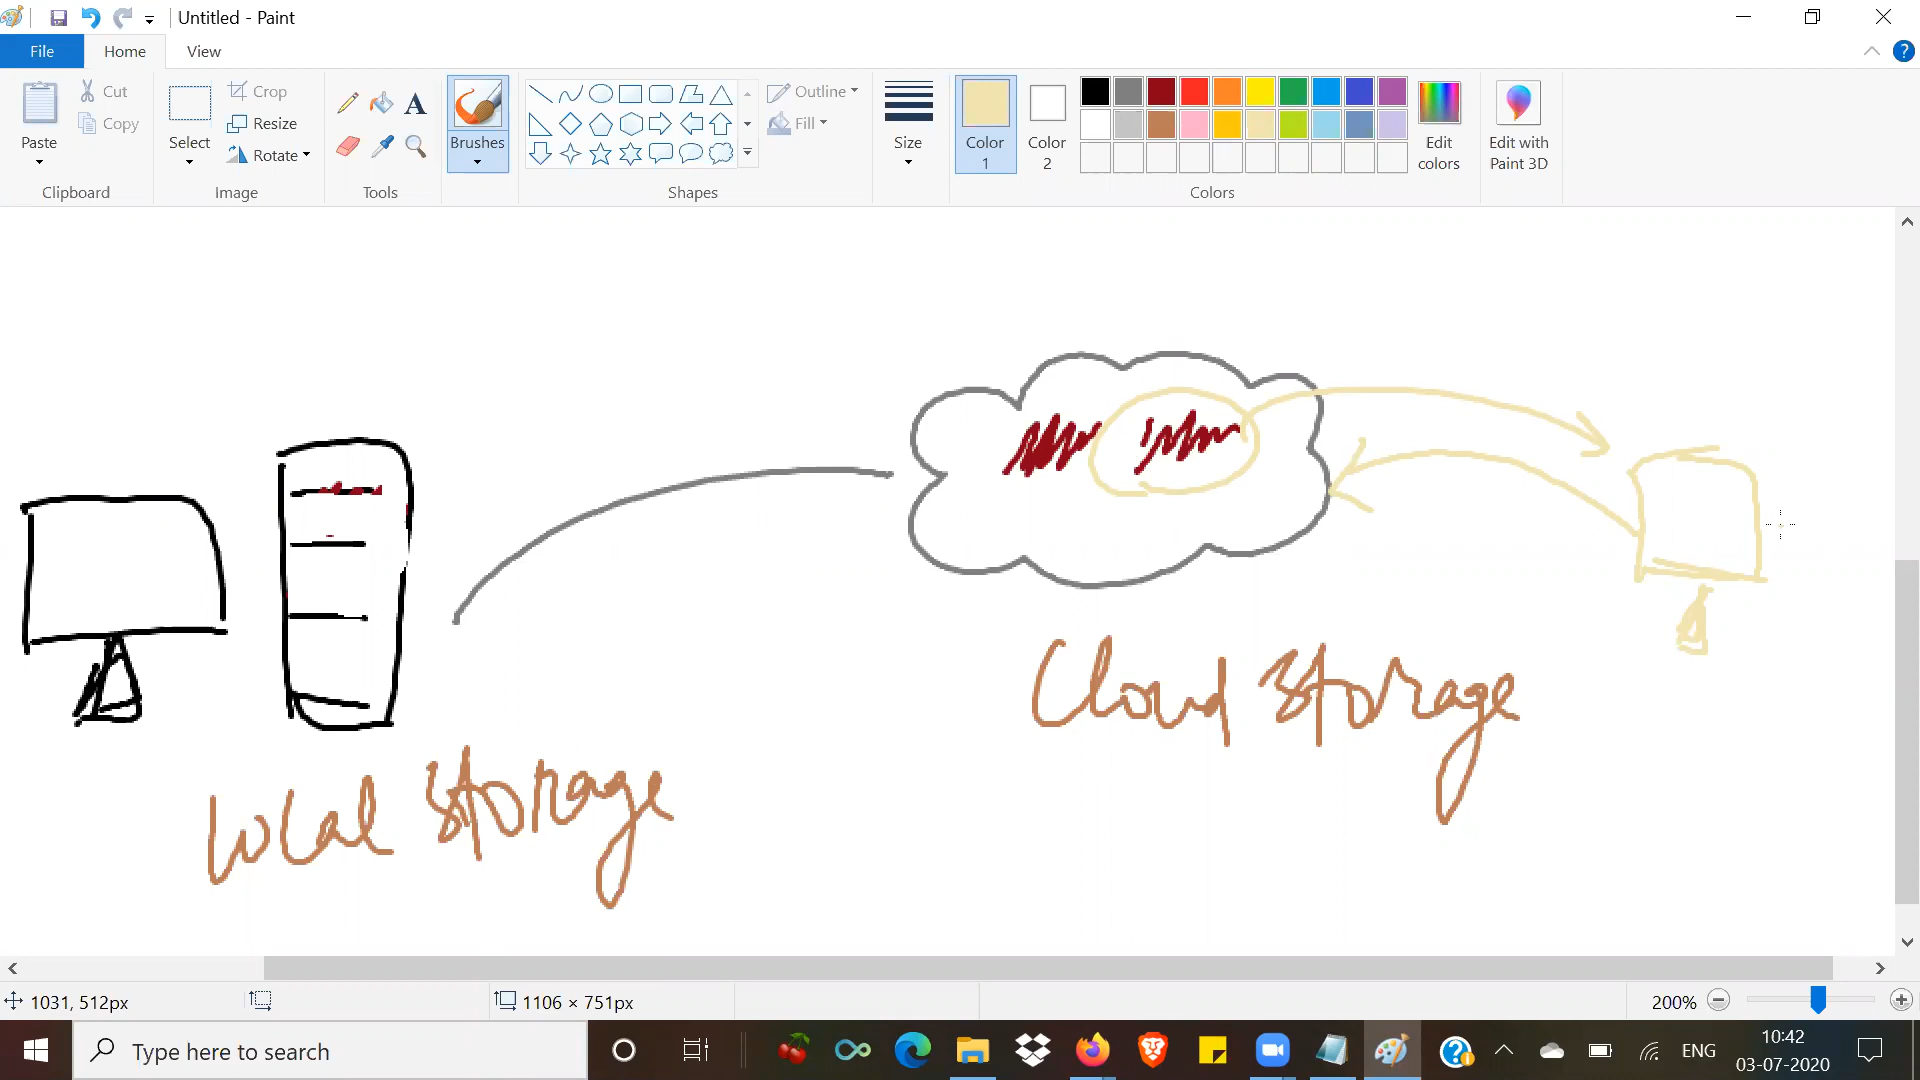 Untitled - Paint
File
Home
View
Paste
Cut
Copy
Clipboard
Select
Crop
Resize
Rotate
Image
A
Tools
Brushes
Outline
Fill
Shapes
Size
Color
1
Color
2
Edit
colors
Colors
Edit with
Paint 3D
?
Cloud Storage
Local Storage
1031, 512px
1106 × 751px
200%
Type here to search
ENG
10:42
03-07-2020